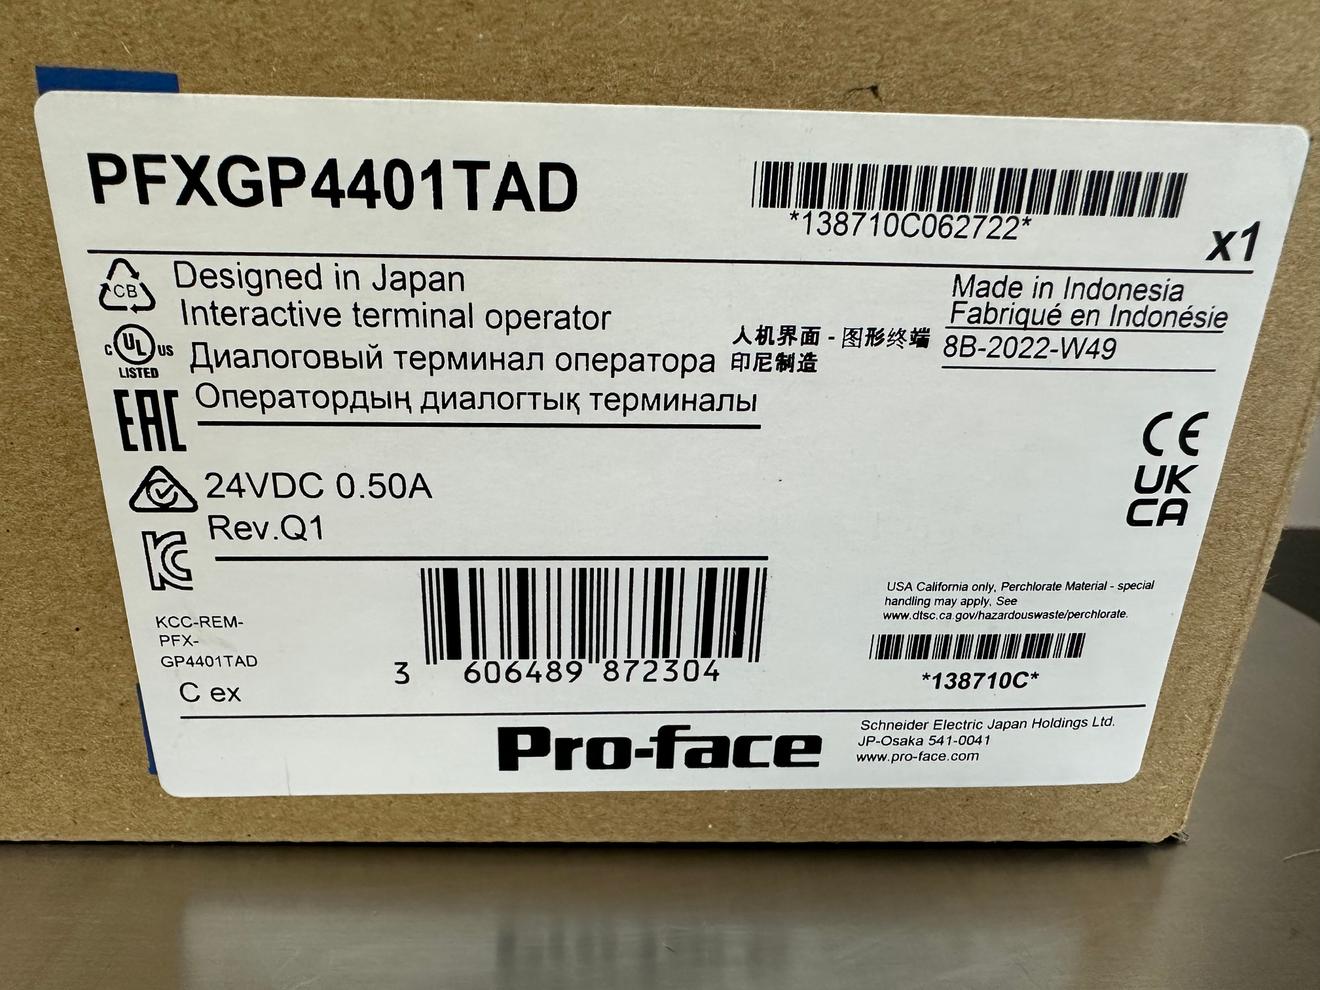 PFXGP4401TAD
*138710C062722*
x1
CB
Designed in Japan
Interactive terminal operator
Диалоговый терминал оператора
Оператордың диалогтық терминалы
人机界面 - 图形终端
印尼制造
Made in Indonesia
Fabriqué en Indonésie
8B-2022-W49
C UL US
LISTED
EAC
24VDC 0.50A
Rev.Q1
CE
UK
CA
KC
KCC-REM-
PFX-
GP4401TAD
C ex
3 606489 872304
USA California only, Perchlorate Material - special
handling may apply, See
www.dtsc.ca.gov/hazardouswaste/perchlorate.
*138710C*
Pro-face
Schneider Electric Japan Holdings Ltd.
JP-Osaka 541-0041
www.pro-face.com